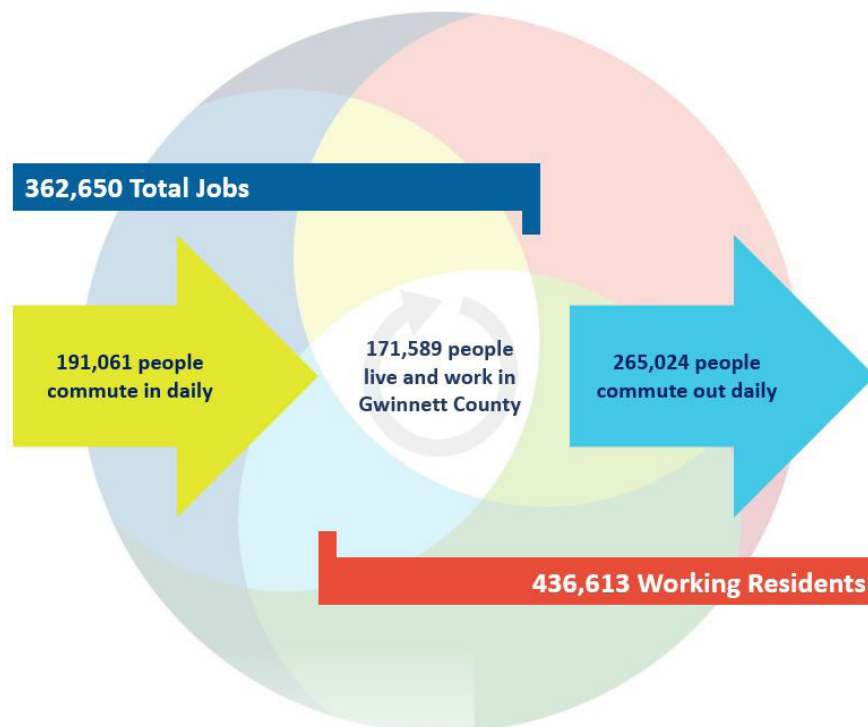 362,650 Total Jobs
191,061 people
commute in daily
171,589 people
live and work in
Gwinnett County
265,024 people
commute out daily
436,613 Working Residents